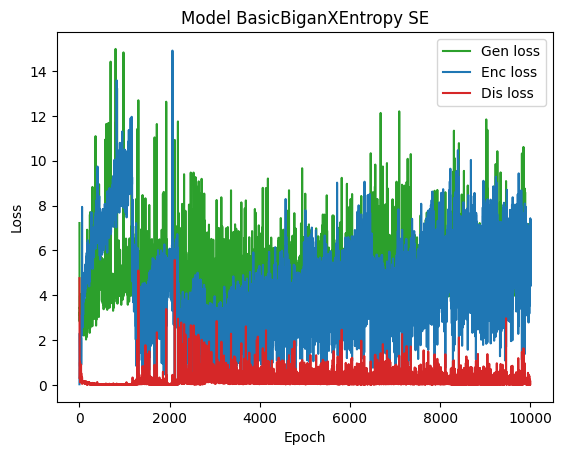 Model BasicBiganXEntropy SE
Gen loss
Enc loss
Dis loss
Loss
14
12
10
8
6
4
2
0
0 2000 4000 6000 8000 10000
Epoch